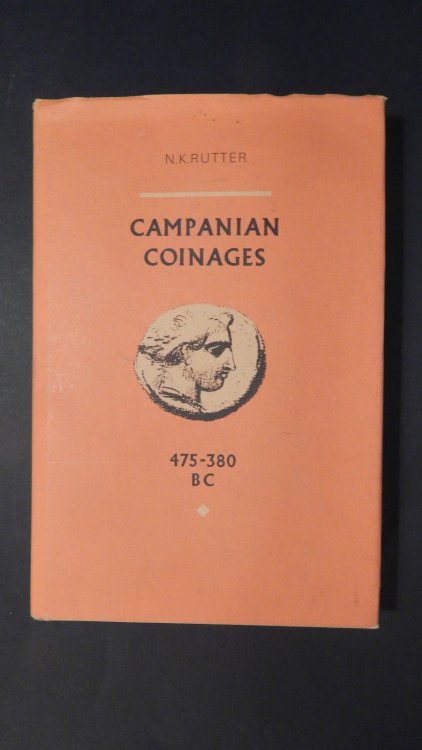 N.K.RUTTER
CAMPANIAN
COINAGES
475-380
BC